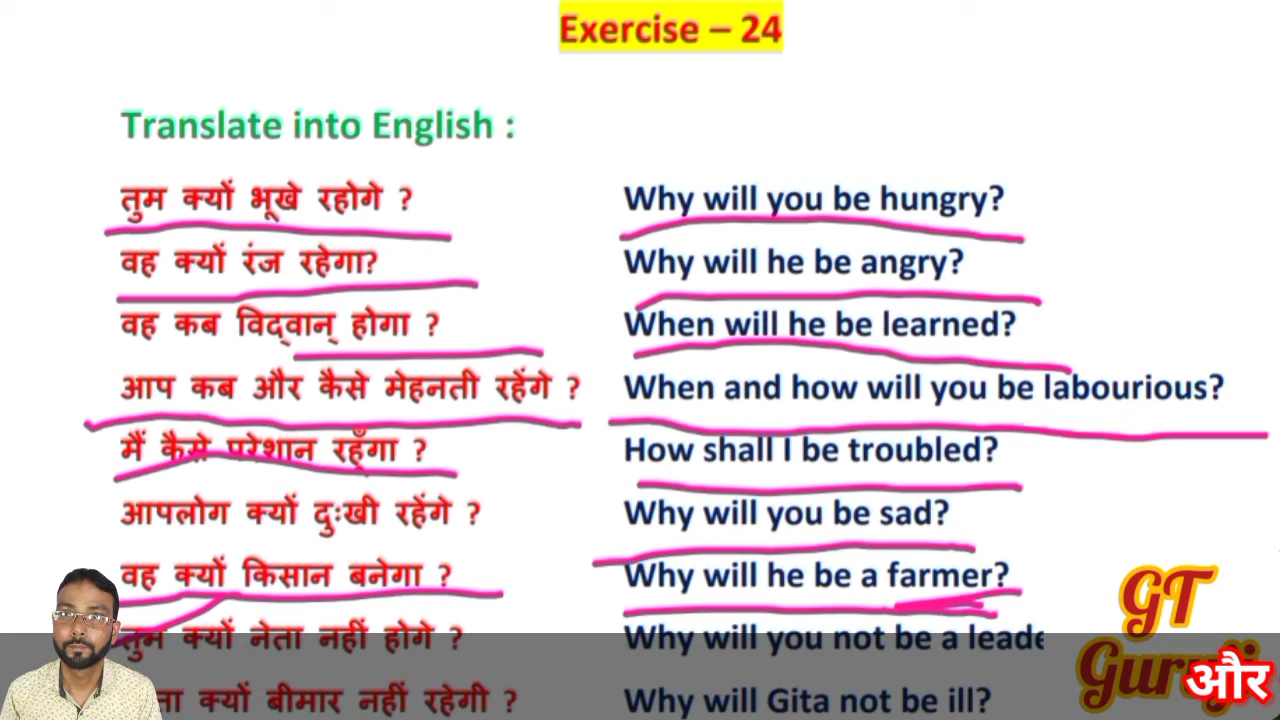 Exercise – 24
Translate into English :
तुम क्यों भूखे रहोगे ? Why will you be hungry?
वह क्यों रंज रहेगा? Why will he be angry?
वह कब विद्वान् होगा ? When will he be learned?
आप कब और कैसे मेहनती रहेंगे ? When and how will you be labourious?
मैं कैसे परेशान रहूँगा ? How shall I be troubled?
आपलोग क्यों दुःखी रहेंगे ? Why will you be sad?
वह क्यों किसान बनेगा ? Why will he be a farmer?
तुम क्यों नेता नहीं होगे ? Why will you not be a
क्यों बीमार नहीं रहेगी ? Why will Gita not be ill?
GT
और